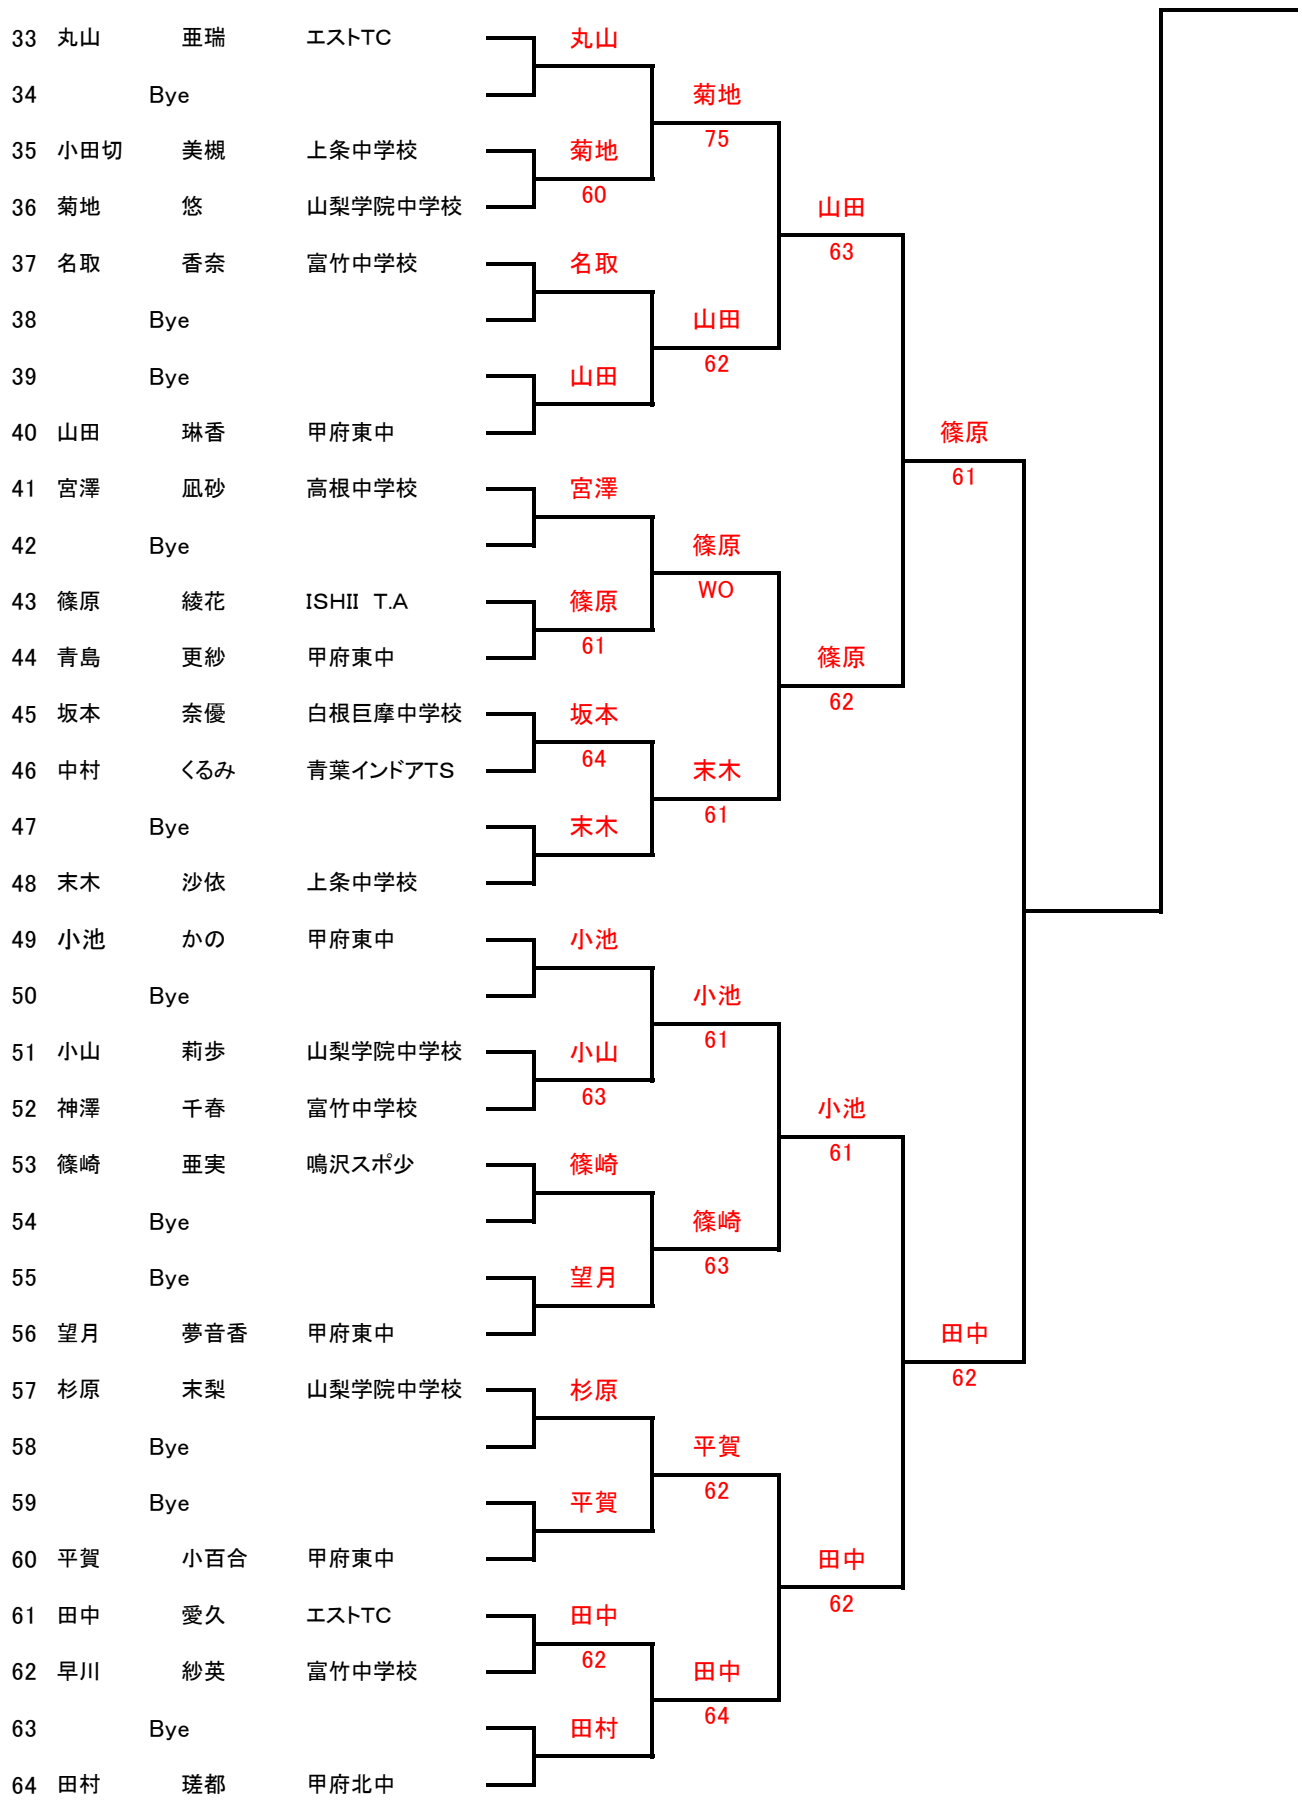 33 丸山 亜瑞 エストTC 丸山
34 Bye 菊地
75
35 小田切 美槻 上条中学校 菊地
60
36 菊地 悠 山梨学院中学校 山田
63
37 名取 香奈 富竹中学校 名取
38 Bye 山田
62
39 Bye 山田
40 山田 琳香 甲府東中 篠原
61
41 宮澤 凪砂 高根中学校 宮澤
42 Bye 篠原
WO
43 篠原 綾花 ISHII T.A 篠原
61
44 青島 更紗 甲府東中 篠原
62
45 坂本 奈優 白根巨摩中学校 坂本
64
46 中村 くるみ 青葉インドアTS 末木
61
47 Bye 末木
48 末木 沙依 上条中学校
49 小池 かの 甲府東中 小池
50 Bye 小池
61
51 小山 莉歩 山梨学院中学校 小山
63
52 神澤 千春 富竹中学校 小池
61
53 篠崎 亜実 鳴沢スポ少 篠崎
54 Bye 篠崎
63
55 Bye 望月
56 望月 夢音香 甲府東中 田中
62
57 杉原 末梨 山梨学院中学校 杉原
58 Bye 平賀
62
59 Bye 平賀
60 平賀 小百合 甲府東中 田中
62
61 田中 愛久 エストTC 田中
62
62 早川 紗英 富竹中学校 田中
64
63 Bye 田村
64 田村 瑳都 甲府北中